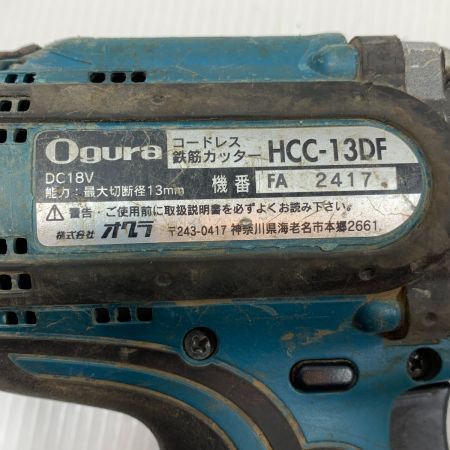 Ogura コードレス 鉄筋カッター HCC-13DF
DC18V
能力：最大切断径13mm 機番 FA 2417
⚠警告：ご使用前に取扱説明書を必ずよくお読み下さい。
株式会社オグラ 〒243-0417 神奈川県海老名市本郷2661